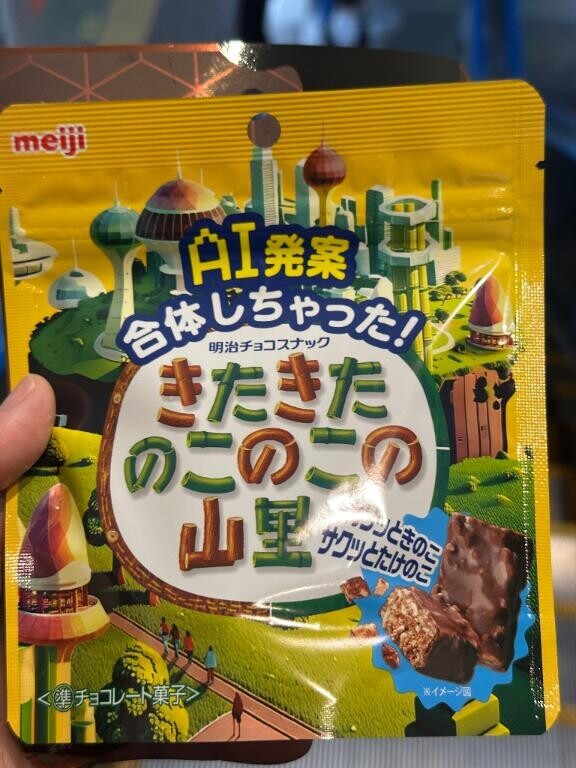 meiji
AI発案
合体しちゃった!
明治チョコスナック
きたきた
のこのこの
山里
サクッときのこ
サクッとたけのこ
※イメージ図
<準チョコレート菓子>